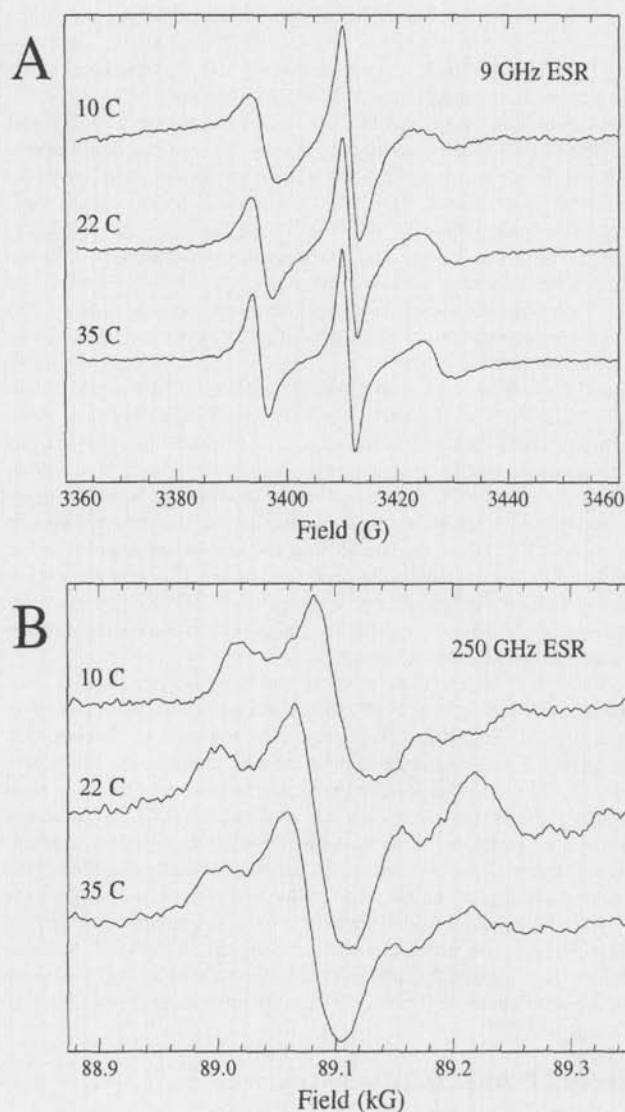 A
9 GHz ESR
10 C
22 C
35 C
3360 3380 3400 3420 3440 3460
Field (G)
B
250 GHz ESR
10 C
22 C
35 C
88.9 89.0 89.1 89.2 89.3
Field (kG)